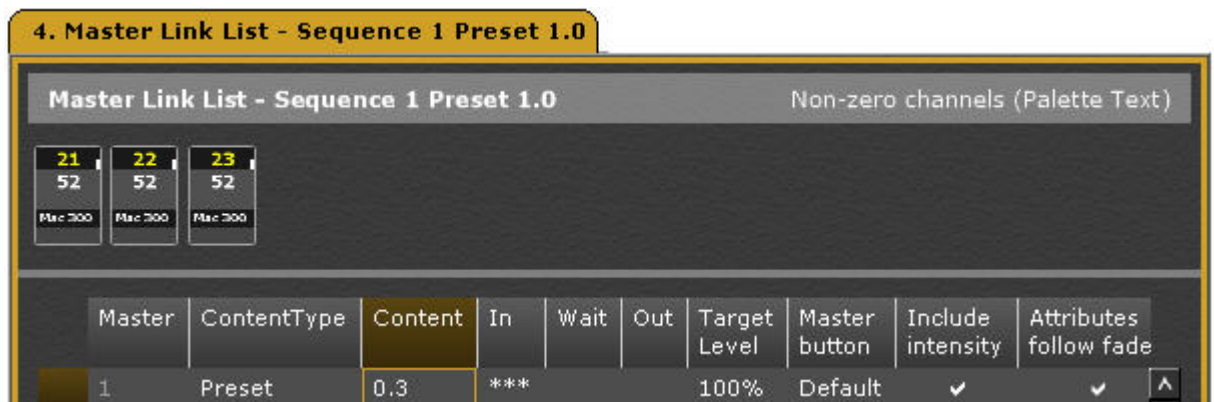 4. Master Link List - Sequence 1 Preset 1.0
Master Link List - Sequence 1 Preset 1.0 Non-zero channels (Palette Text)
21 22 23
52 52 52
Mac 300 Mac 300 Mac 300
Master ContentType Content In Wait Out Target Level Master button Include intensity Attributes follow fade
1 Preset 0.3 *** 100% Default ✔ ✔